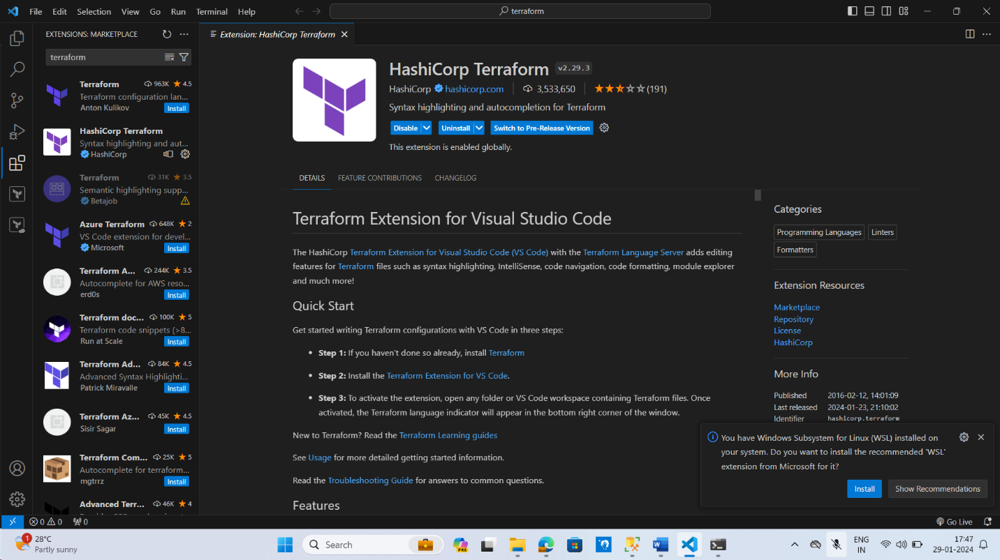 File Edit Selection View Go Run Terminal Help
terraform
EXTENSIONS: MARKETPLACE
terraform
Terraform 963K 4.5
Terraform configuration lan...
Anton Kulikov Install
HashiCorp Terraform
Syntax highlighting and aut...
HashiCorp
Terraform 31K 3.5
Semantic highlighting supp...
Betajob
Azure Terraform 648K 2
VS Code extension for devel...
Microsoft Install
Terraform A... 244K 3.5
Autocomplete for AWS reso...
erd0s Install
Terraform doc... 100K 5
Terraform code snippets (>8...
Run at Scale Install
Terraform Ad... 84K 4.5
Advanced Syntax Highlighti...
Patrick Miravalle Install
Terraform Az... 45K 4.5
Sisir Sagar Install
Terraform Com... 25K 5
Autocomplete for terraform...
mgtrrz Install
Advanced Terr... 46K 4
Extension: HashiCorp Terraform
HashiCorp Terraform v2.29.3
HashiCorp hashicorp.com 3,533,650 (191)
Syntax highlighting and autocompletion for Terraform
Disable Uninstall Switch to Pre-Release Version
This extension is enabled globally.
DETAILS FEATURE CONTRIBUTIONS CHANGELOG
Terraform Extension for Visual Studio Code
The HashiCorp Terraform Extension for Visual Studio Code (VS Code) with the Terraform Language Server adds editing
features for Terraform files such as syntax highlighting, IntelliSense, code navigation, code formatting, module explorer
and much more!
Quick Start
Get started writing Terraform configurations with VS Code in three steps:
• Step 1: If you haven't done so already, install Terraform
• Step 2: Install the Terraform Extension for VS Code.
• Step 3: To activate the extension, open any folder or VS Code workspace containing Terraform files. Once
activated, the Terraform language indicator will appear in the bottom right corner of the window.
New to Terraform? Read the Terraform Learning guides
See Usage for more detailed getting started information.
Read the Troubleshooting Guide for answers to common questions.
Features
Categories
Programming Languages Linters
Formatters
Extension Resources
Marketplace
Repository
License
HashiCorp
More Info
Published 2016-02-12, 14:01:09
Last released 2024-01-23, 21:10:02
Identifier hashicorp.terraform
You have Windows Subsystem for Linux (WSL) installed on
your system. Do you want to install the recommended 'WSL'
extension from Microsoft for it?
Install Show Recommendations
0 0 0 Go Live
1 28°C
Partly sunny
Search
PRE
ENG
IN
17:47
29-01-2024